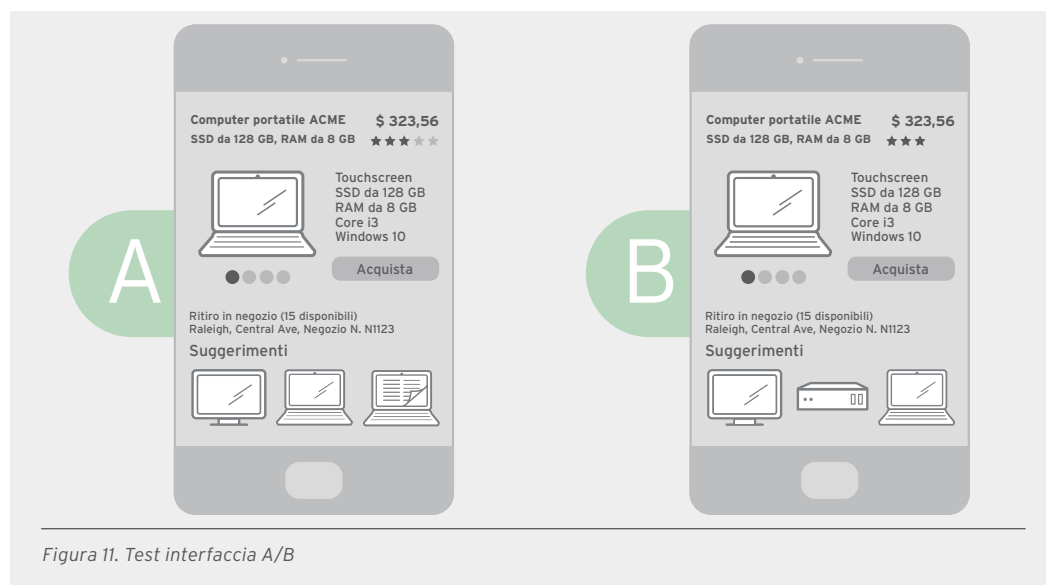 A
Computer portatile ACME $ 323,56
SSD da 128 GB, RAM da 8 GB
Touchscreen
SSD da 128 GB
RAM da 8 GB
Core i3
Windows 10
Acquista
Ritiro in negozio (15 disponibili)
Raleigh, Central Ave, Negozio N. N1123
Suggerimenti
B
Computer portatile ACME $ 323,56
SSD da 128 GB, RAM da 8 GB
Touchscreen
SSD da 128 GB
RAM da 8 GB
Core i3
Windows 10
Acquista
Ritiro in negozio (15 disponibili)
Raleigh, Central Ave, Negozio N. N1123
Suggerimenti
Figura 11. Test interfaccia A/B